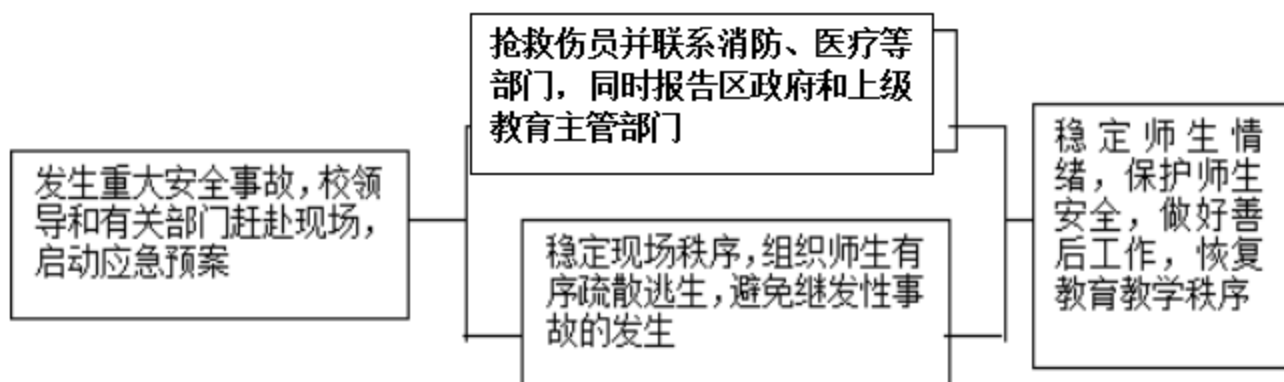 发生重大安全事故，校领
导和有关部门赶赴现场，
启动应急预案
抢救伤员并联系消防、医疗等
部门，同时报告区政府和上级
教育主管部门
稳定现场秩序，组织师生有
序疏散逃生，避免继发性事
故的发生
稳定师生情
绪，保护师生
安全，做好善
后工作，恢复
教育教学秩序